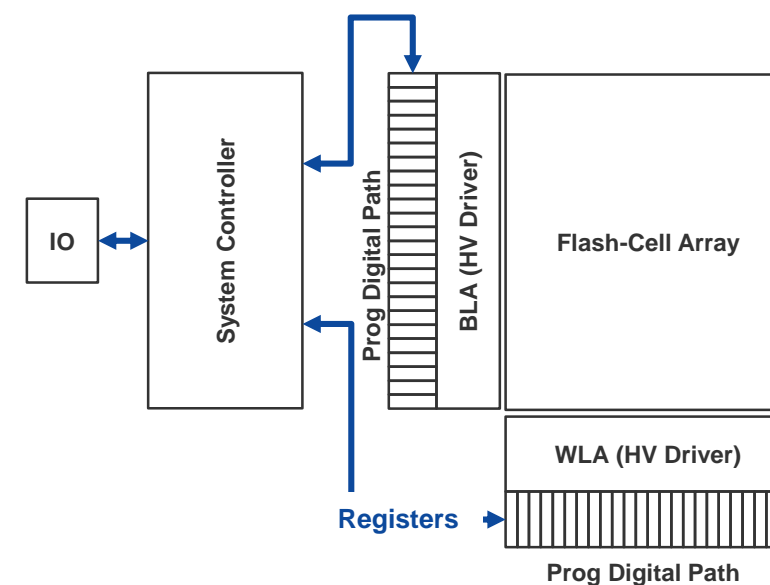 IO
System Controller
Prog Digital Path
BLA (HV Driver)
Flash-Cell Array
WLA (HV Driver)
Registers
Prog Digital Path